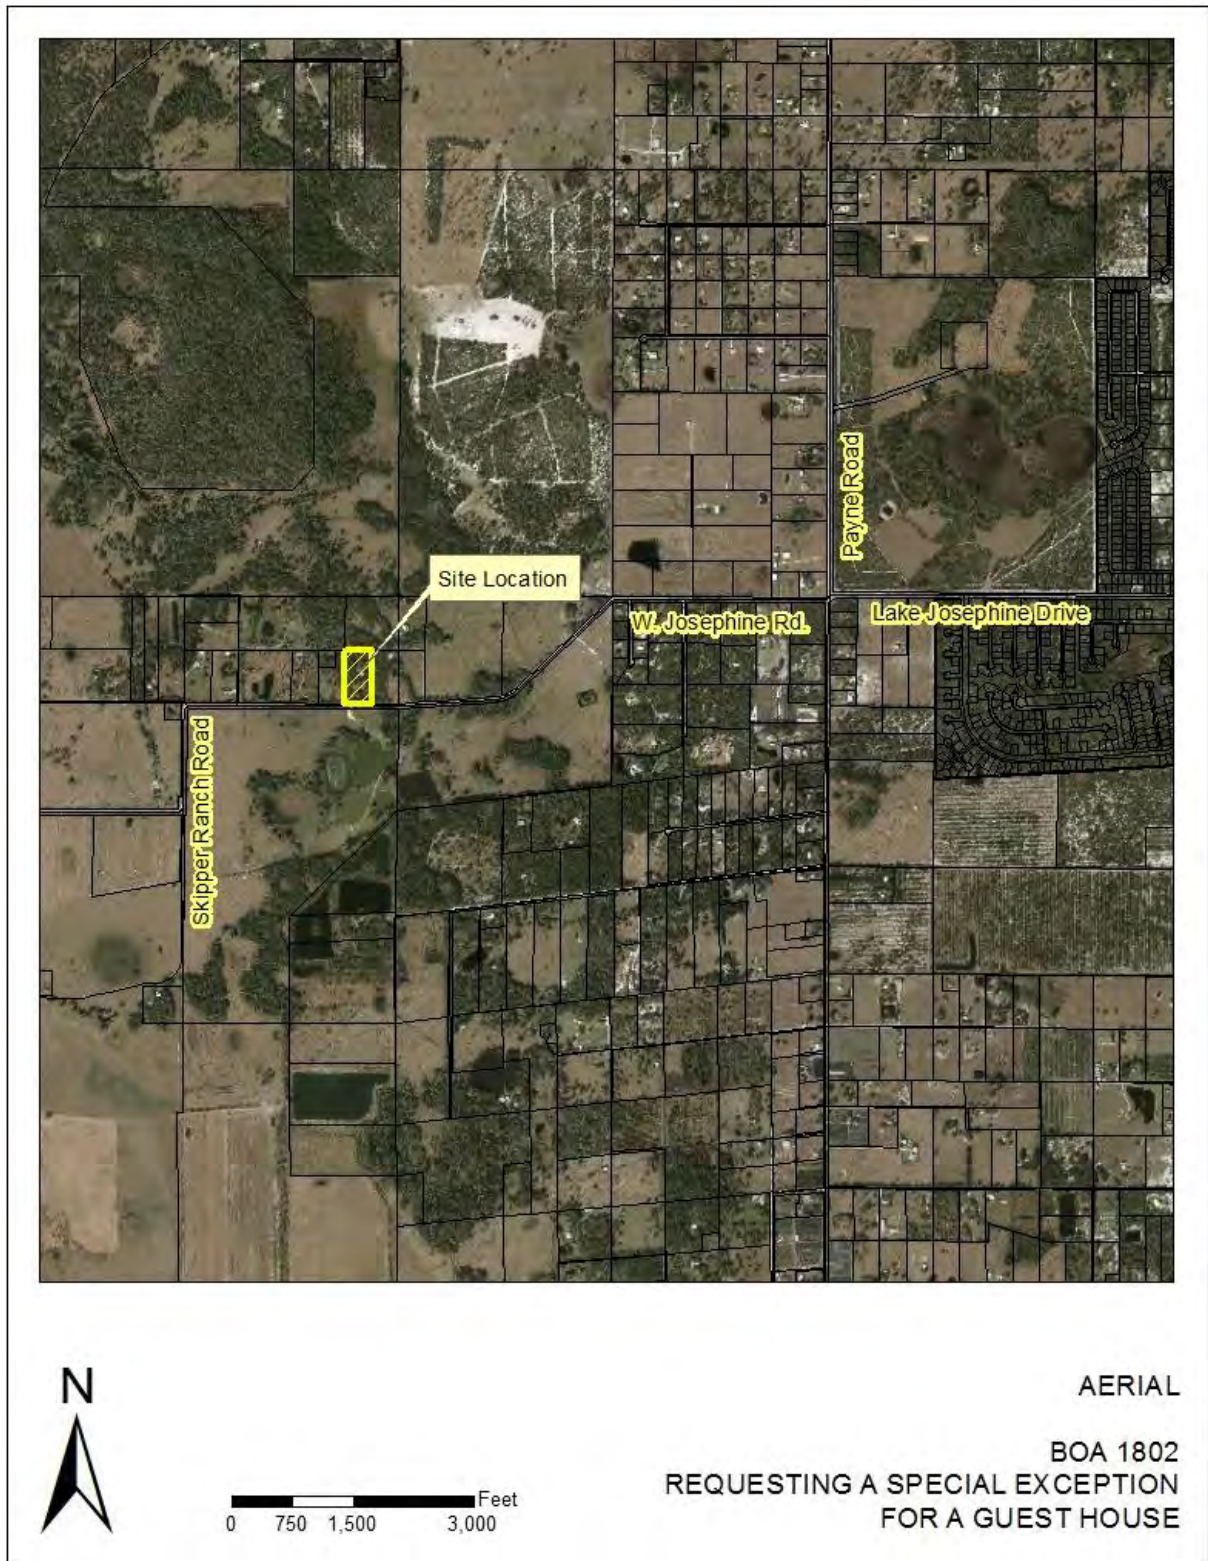 Payne Road
Site Location
W. Josephine Rd.
Lake Josephine Drive
Skipper Ranch Road
N
Feet
0 750 1,500 3,000
AERIAL
BOA 1802
REQUESTING A SPECIAL EXCEPTION
FOR A GUEST HOUSE